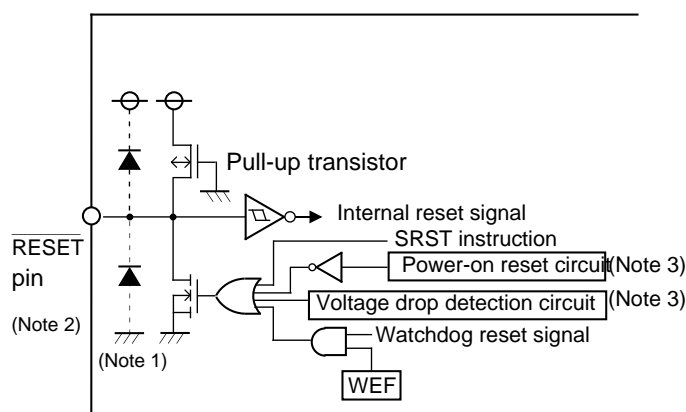 Pull-up transistor
RESET
pin
(Note 2)
Internal reset signal
SRST instruction
Power-on reset circuit(Note 3)
Voltage drop detection circuit (Note 3)
Watchdog reset signal
(Note 1)
WEF